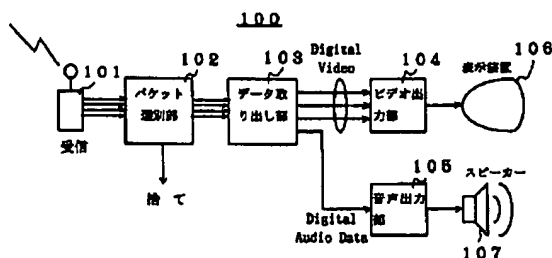 100
101
受信
102
パケット
選別部
捨て
103
データ取
り出し部
Digital
Video
104
ビデオ出
力部
106
表示装置
105
音声出力
部
Digital
Audio Data
スピーカー
107